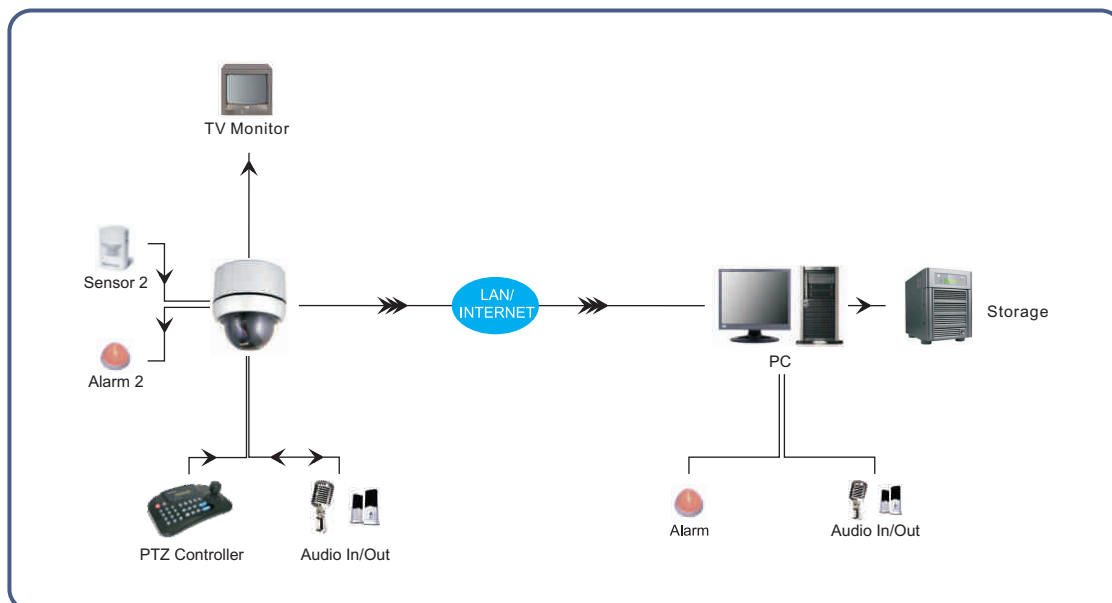 TV Monitor
Sensor 2
Alarm 2
LAN/
INTERNET
PC
Storage
PTZ Controller
Audio In/Out
Alarm
Audio In/Out